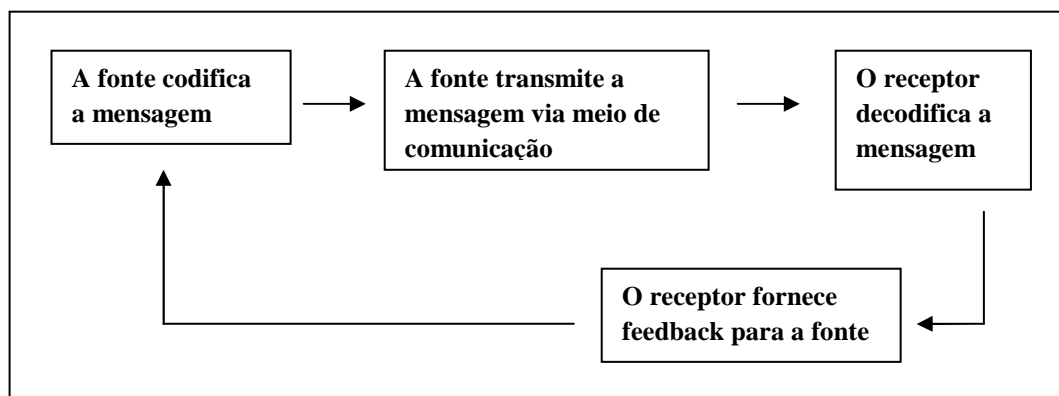 A fonte codifica
a mensagem
A fonte transmite a
mensagem via meio de
comunicação
O receptor
decodifica a
mensagem
O receptor fornece
feedback para a fonte